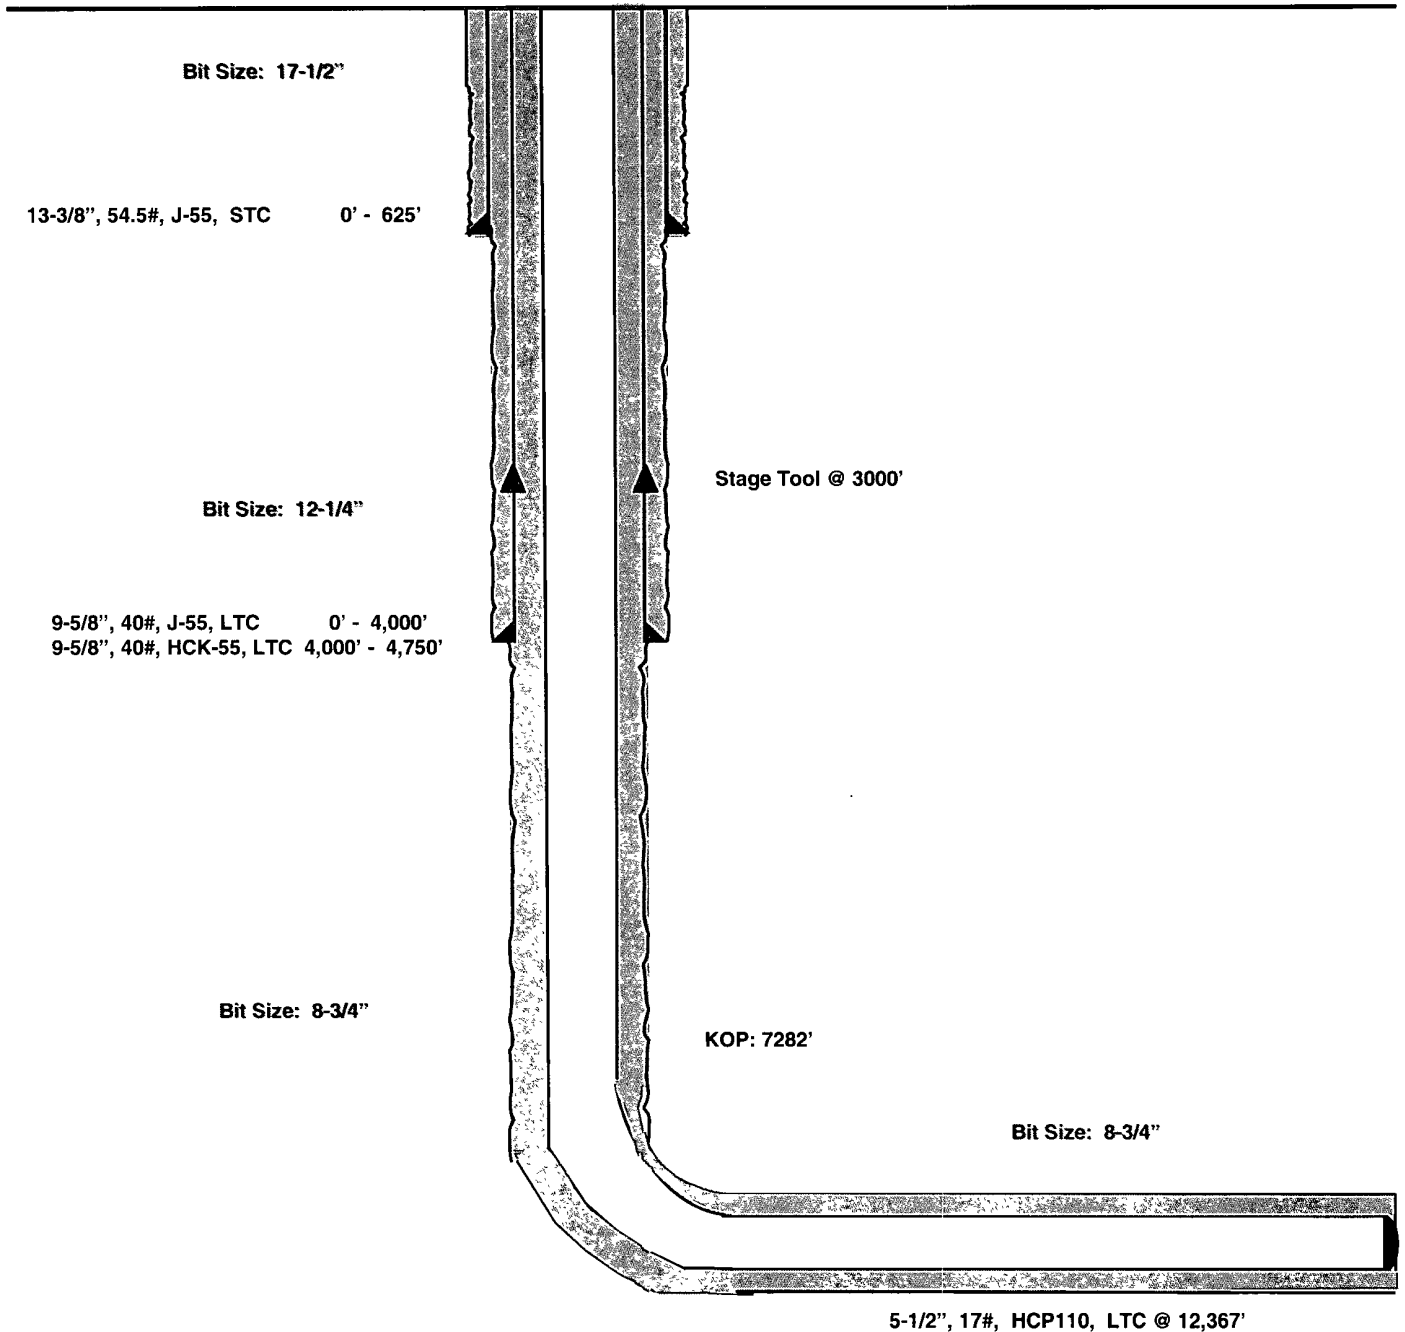 Bit Size: 17-1/2"
13-3/8", 54.5#, J-55, STC 0' - 625'
Stage Tool @ 3000'
Bit Size: 12-1/4"
9-5/8", 40#, J-55, LTC 0' - 4,000'
9-5/8", 40#, HCK-55, LTC 4,000' - 4,750'
Bit Size: 8-3/4"
KOP: 7282'
Bit Size: 8-3/4"
5-1/2", 17#, HCP110, LTC @ 12,367'